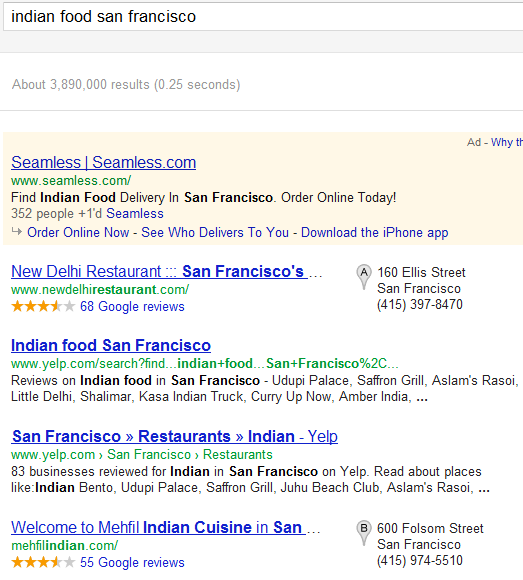 indian food san francisco
About 3,890,000 results (0.25 seconds)
Ad - Why th
Seamless | Seamless.com
www.seamless.com/
Find Indian Food Delivery In San Francisco. Order Online Today!
352 people +1'd Seamless
Order Online Now - See Who Delivers To You - Download the iPhone app
New Delhi Restaurant ::: San Francisco's ...
www.newdelhirestaurant.com/
68 Google reviews
A
160 Ellis Street
San Francisco
(415) 397-8470
Indian food San Francisco
www.yelp.com/search?find...indian+food...San+Francisco%2C...
Reviews on Indian food in San Francisco - Udupi Palace, Saffron Grill, Aslam's Rasoi,
Little Delhi, Shalimar, Kasa Indian Truck, Curry Up Now, Amber India, ...
San Francisco » Restaurants » Indian - Yelp
www.yelp.com › San Francisco › Restaurants
83 businesses reviewed for Indian in San Francisco on Yelp. Read about places
like:Indian Bento, Udupi Palace, Saffron Grill, Juhu Beach Club, Aslam's Rasoi, ...
Welcome to Mehfil Indian Cuisine in San ...
mehfilindian.com/
55 Google reviews
B
600 Folsom Street
San Francisco
(415) 974-5510